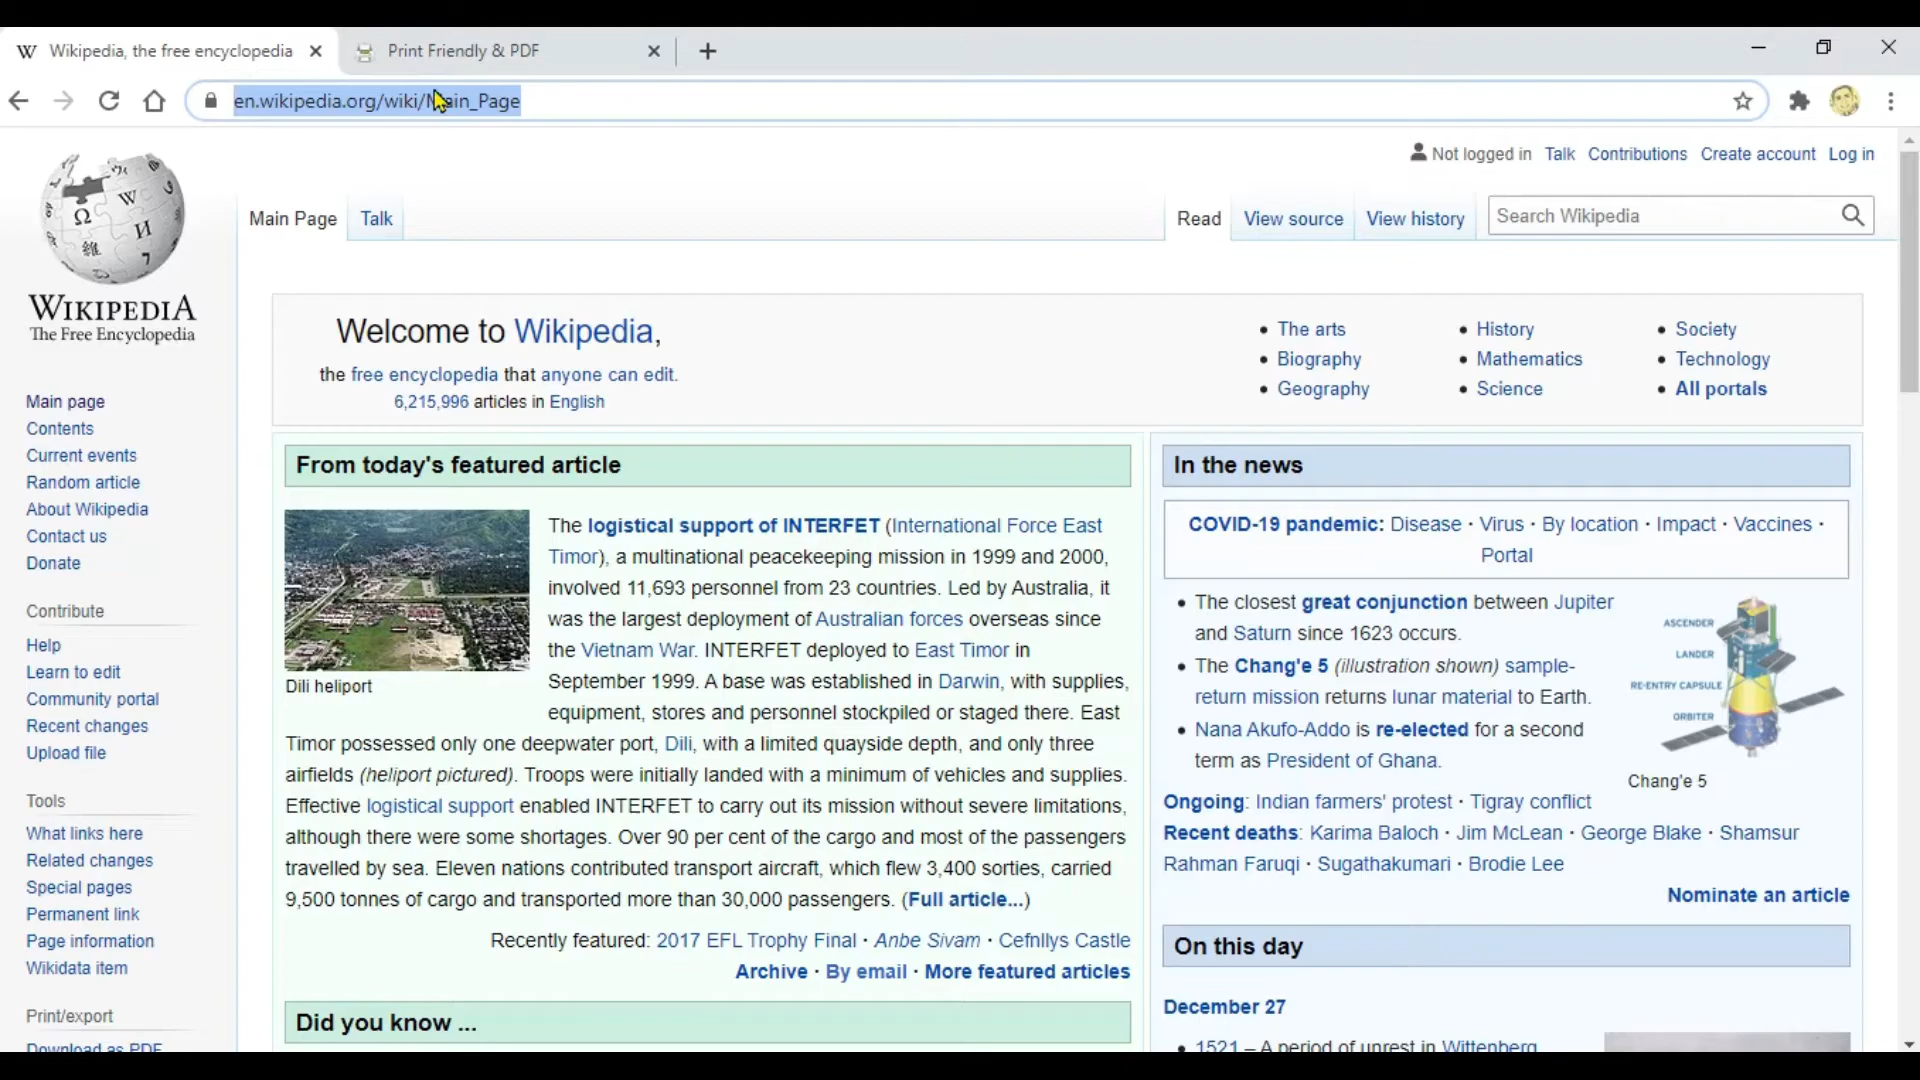 Wikipedia, the free encyclopedia
Print Friendly & PDF
en.wikipedia.org/wiki/Main_Page
Not logged in Talk Contributions Create account Log in
Main Page Talk Read View source View history Search Wikipedia
WIKIPEDIA
The Free Encyclopedia
Main page
Contents
Current events
Random article
About Wikipedia
Contact us
Donate
Contribute
Help
Learn to edit
Community portal
Recent changes
Upload file
Tools
What links here
Related changes
Special pages
Permanent link
Page information
Wikidata item
Print/export
Download as PDF
Welcome to Wikipedia,
the free encyclopedia that anyone can edit.
6,215,996 articles in English
The arts
Biography
Geography
History
Mathematics
Science
Society
Technology
All portals
From today's featured article
The logistical support of INTERFET (International Force East
Timor), a multinational peacekeeping mission in 1999 and 2000,
involved 11,693 personnel from 23 countries. Led by Australia, it
was the largest deployment of Australian forces overseas since
the Vietnam War. INTERFET deployed to East Timor in
September 1999. A base was established in Darwin, with supplies,
equipment, stores and personnel stockpiled or staged there. East
Dili heliport
Timor possessed only one deepwater port, Dili, with a limited quayside depth, and only three
airfields (heliport pictured). Troops were initially landed with a minimum of vehicles and supplies.
Effective logistical support enabled INTERFET to carry out its mission without severe limitations,
although there were some shortages. Over 90 per cent of the cargo and most of the passengers
travelled by sea. Eleven nations contributed transport aircraft, which flew 3,400 sorties, carried
9,500 tonnes of cargo and transported more than 30,000 passengers. (Full article...)
Recently featured: 2017 EFL Trophy Final · Anbe Sivam · Cefnllys Castle
Archive · By email · More featured articles
Did you know ...
In the news
COVID-19 pandemic: Disease · Virus · By location · Impact · Vaccines ·
Portal
The closest great conjunction between Jupiter
and Saturn since 1623 occurs.
The Chang'e 5 (illustration shown) sample-
return mission returns lunar material to Earth.
Nana Akufo-Addo is re-elected for a second
term as President of Ghana.
ASCENDER
LANDER
RE-ENTRY CAPSULE
ORBITER
Chang'e 5
Ongoing: Indian farmers' protest · Tigray conflict
Recent deaths: Karima Baloch · Jim McLean · George Blake · Shamsur
Rahman Faruqi · Sugathakumari · Brodie Lee
Nominate an article
On this day
December 27
1521 – A period of unrest in Wittenberg,